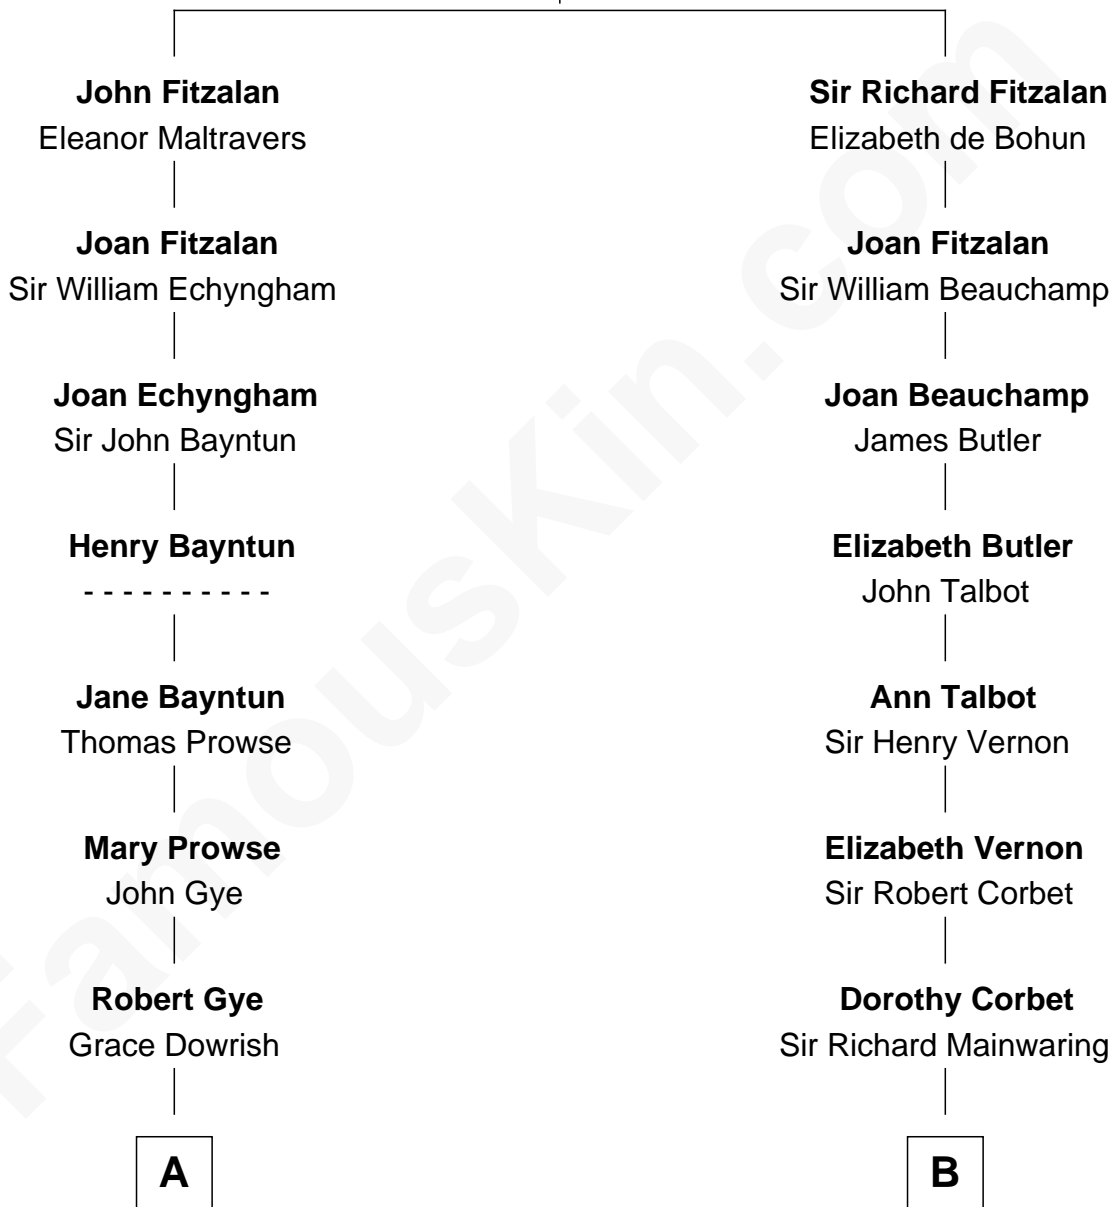 John Fitzalan
Eleanor Maltravers
Joan Fitzalan
Sir William Echyngham
Joan Echyngham
Sir John Bayntun
Henry Bayntun
- - - - - - - - - -
Jane Bayntun
Thomas Prowse
Mary Prowse
John Gye
Robert Gye
Grace Dowrish
A
Sir Richard Fitzalan
Elizabeth de Bohun
Joan Fitzalan
Sir William Beauchamp
Joan Beauchamp
James Butler
Elizabeth Butler
John Talbot
Ann Talbot
Sir Henry Vernon
Elizabeth Vernon
Sir Robert Corbet
Dorothy Corbet
Sir Richard Mainwaring
B
FamousKin.com